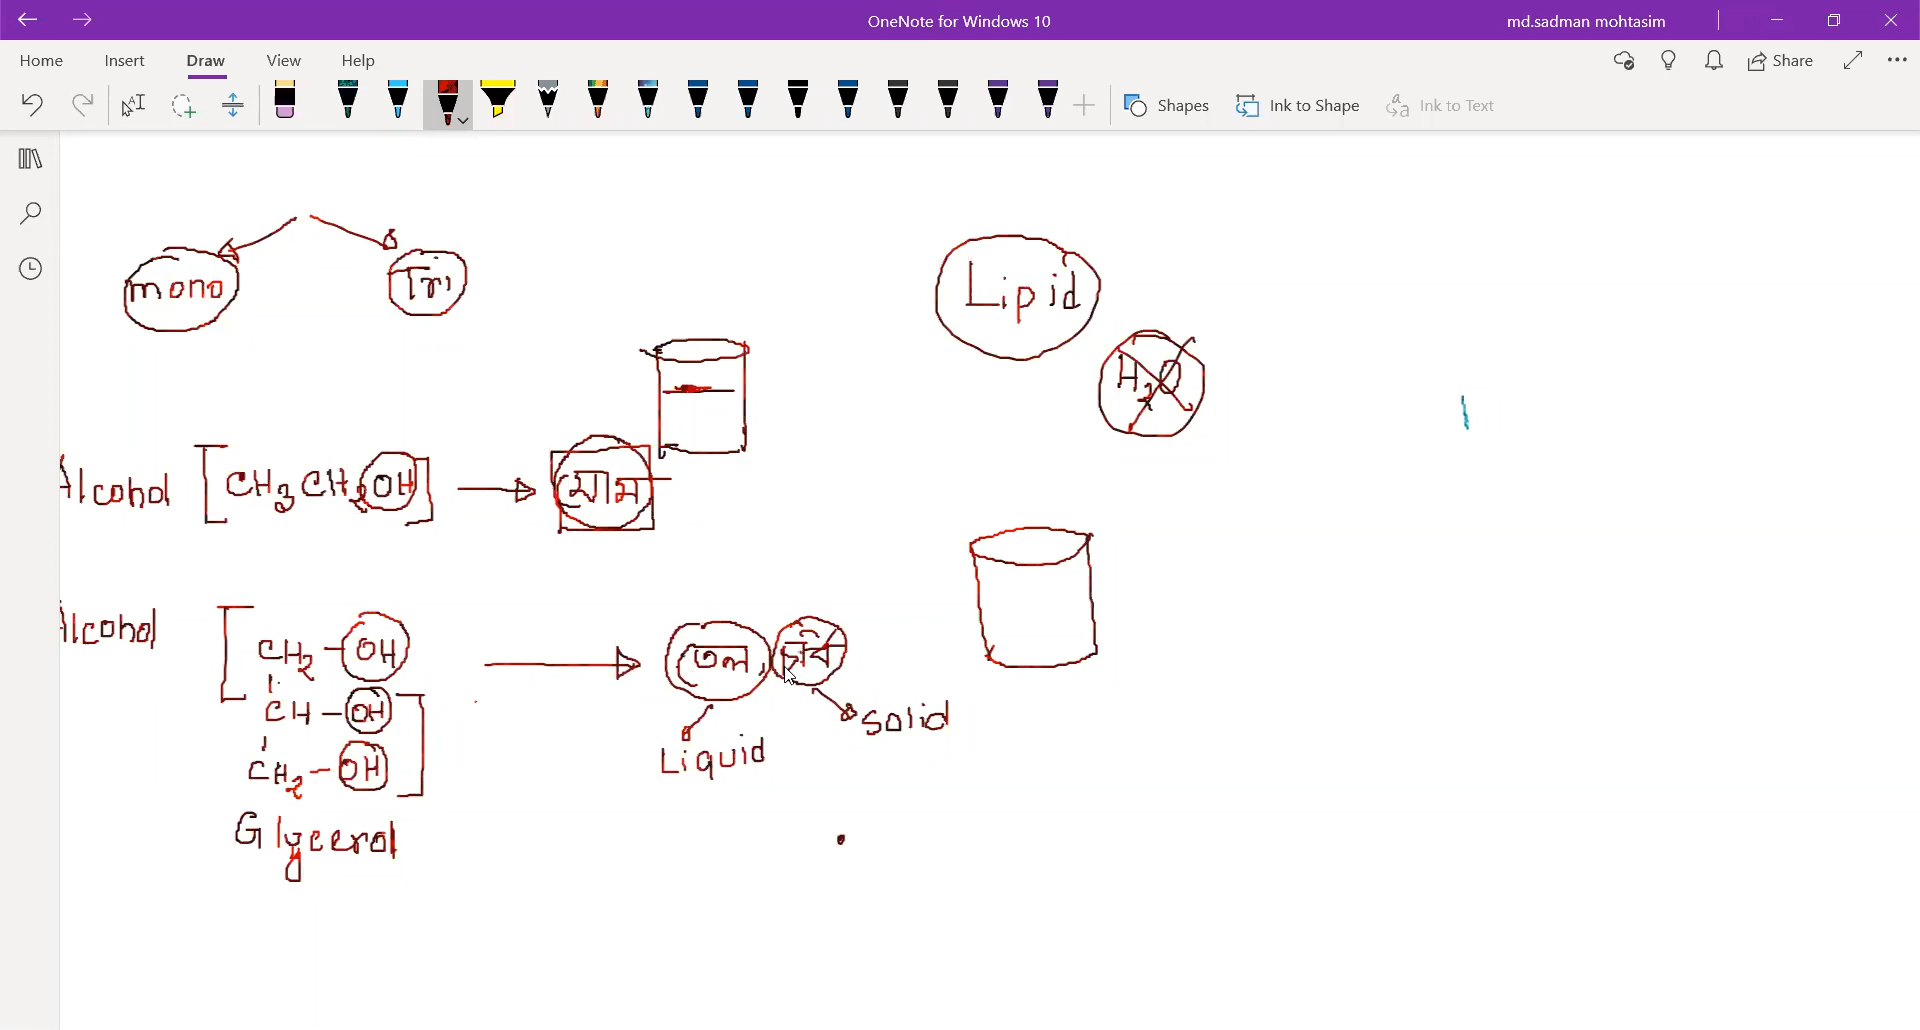 OneNote for Windows 10
md.sadman mohtasim
Home Insert Draw View Help
Share
Shapes Ink to Shape Ink to Text
mono Tri
Lipid
H2O
Alcohol [CH3CH2OH] → মোম
Alcohol
CH2-OH
CH-OH
CH2-OH
Glycerol
তেল, চর্বি
Liquid
Solid